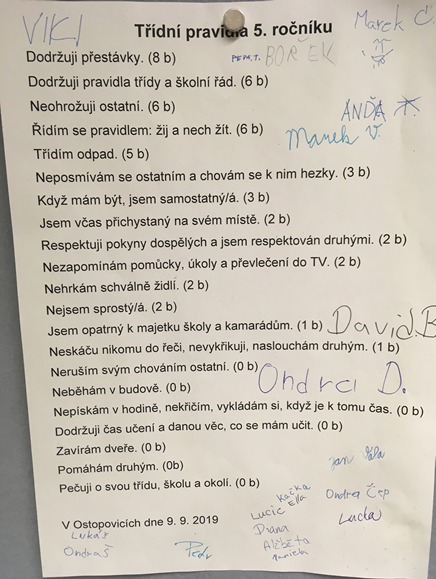 VIKI
Třídní pravidla 5. ročníku
Marek Č.
Dodržuji přestávky. (8 b)
BOŘEK
Dodržuji pravidla třídy a školní řád. (6 b)
Neohrožuji ostatní. (6 b)
ANĎA
Řídím se pravidlem: žij a nech žít. (6 b)
Marek V.
Třídím odpad. (5 b)
Neposmívám se ostatním a chovám se k nim hezky. (3 b)
Když mám být, jsem samostatný/á. (3 b)
Jsem včas přichystaný na svém místě. (2 b)
Respektuji pokyny dospělých a jsem respektován druhými. (2 b)
Nezapomínám pomůcky, úkoly a převlečení do TV. (2 b)
Nehrkám schválně židlí. (2 b)
Nejsem sprostý/á. (2 b)
Jsem opatrný k majetku školy a kamarádům. (1 b)
David B
Neskáču nikomu do řeči, nevykřikuji, naslouchám druhým. (1 b)
Neruším svým chováním ostatní. (0 b)
Ondra D.
Neběhám v budově. (0 b)
Nepískám v hodině, nekřičím, vykládám si, když je k tomu čas. (0 b)
Dodržuji čas učení a danou věc, co se mám učit. (0 b)
Zavírám dveře. (0 b)
Pomáhám druhým. (0b)
Jan
Pečuji o svou třídu, školu a okolí. (0 b)
Kačka
Ella
Ondra Čep
Lucie
Lucka
V Ostopovicích dne 9. 9. 2019
Diana
Lukáš
Alžběta
Ondraš
Petr
Daniela